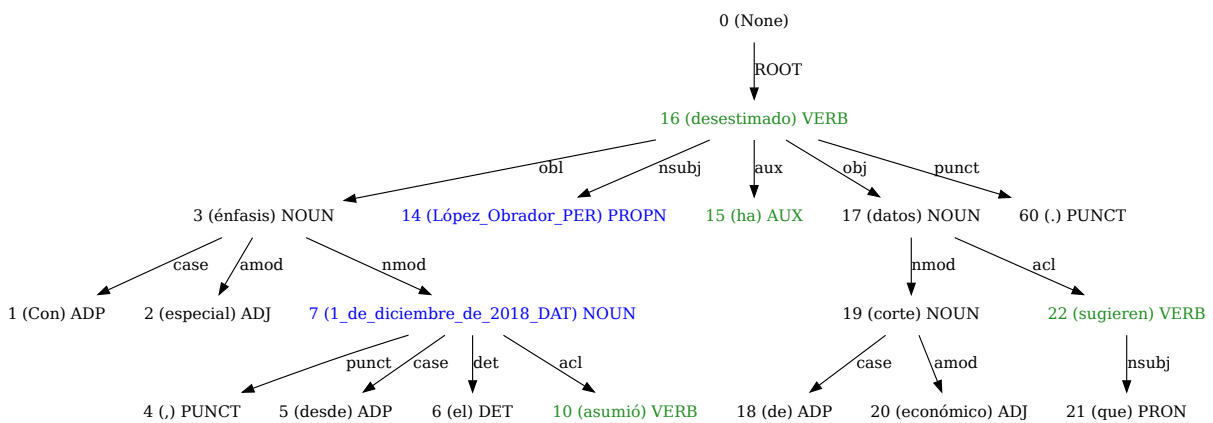 0 (None)
ROOT
16 (desestimado) VERB
obl nsubj aux obj punct
3 (énfasis) NOUN 14 (López_Obrador_PER) PROPN 15 (ha) AUX 17 (datos) NOUN 60 (.) PUNCT
case amod nmod nmod acl
1 (Con) ADP 2 (especial) ADJ 7 (1_de_diciembre_de_2018_DAT) NOUN 19 (corte) NOUN 22 (sugieren) VERB
punct case det acl case amod nsubj
4 (,) PUNCT 5 (desde) ADP 6 (el) DET 10 (asumió) VERB 18 (de) ADP 20 (económico) ADJ 21 (que) PRON